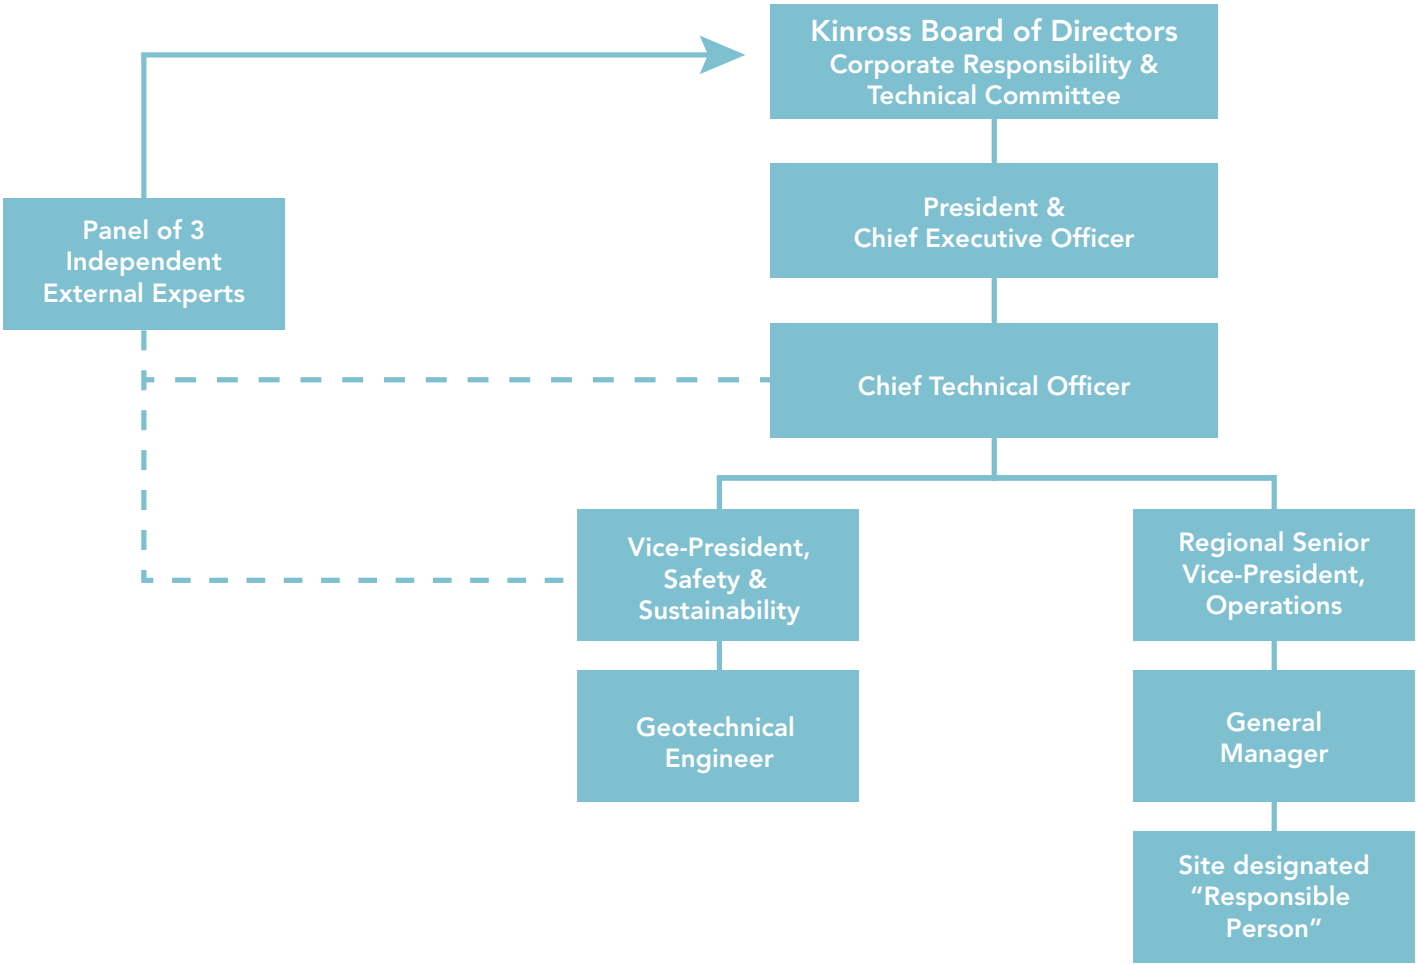 Kinross Board of Directors
Corporate Responsibility &
Technical Committee
President &
Chief Executive Officer
Panel of 3
Independent
External Experts
Chief Technical Officer
Vice-President,
Safety &
Sustainability
Regional Senior
Vice-President,
Operations
Geotechnical
Engineer
General
Manager
Site designated
“Responsible
Person”